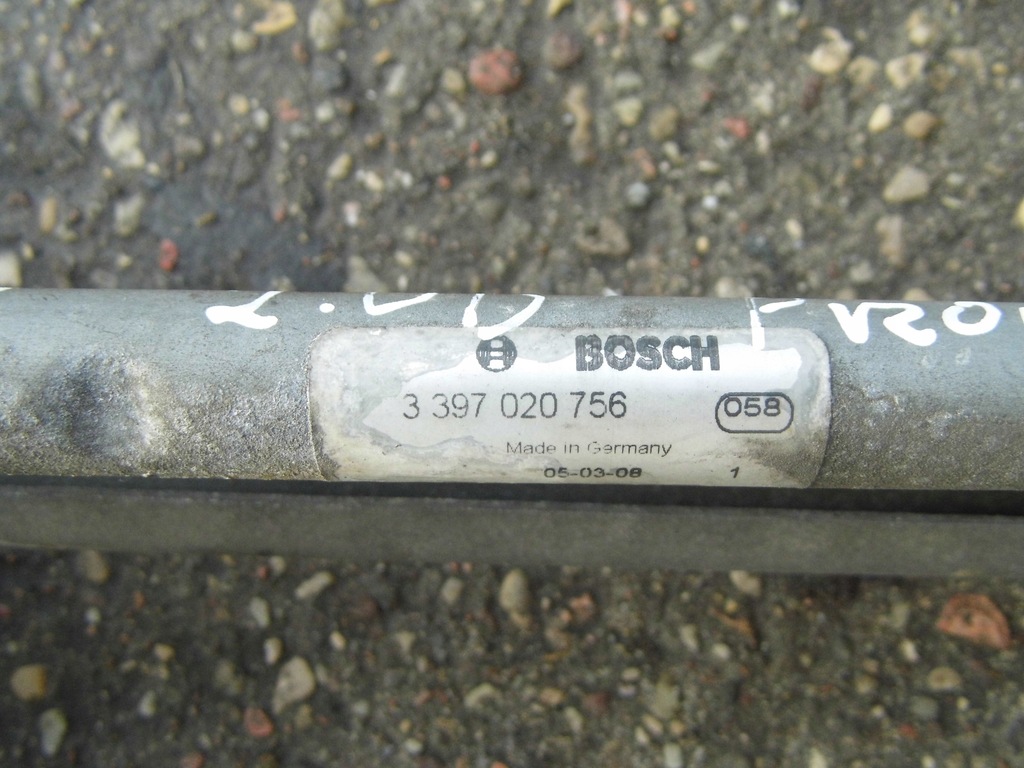 BOSCH
3 397 020 756 058
Made in Germany
05-03-08 1